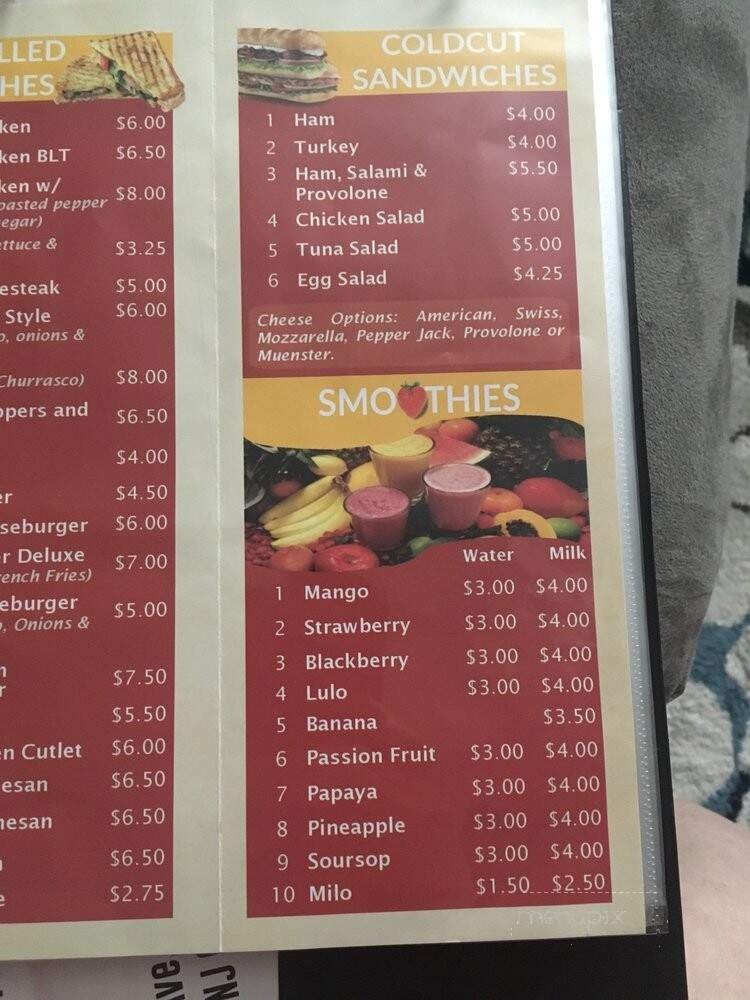 LLED
HES
ken $6.00
ken BLT $6.50
ken w/
oasted pepper $8.00
egar)
ettuce &
$3.25
esteak $5.00
Style $6.00
o, onions &
Churrasco) $8.00
ppers and $6.50
$4.00
er $4.50
seburger $6.00
r Deluxe $7.00
ench Fries)
eburger $5.00
, Onions &
n
r $7.50
$5.50
en Cutlet $6.00
esan $6.50
nesan $6.50
$6.50
e $2.75
COLDCUT
SANDWICHES
1 Ham $4.00
2 Turkey $4.00
3 Ham, Salami & $5.50
Provolone
4 Chicken Salad $5.00
5 Tuna Salad $5.00
6 Egg Salad $4.25
Cheese Options: American, Swiss,
Mozzarella, Pepper Jack, Provolone or
Muenster.
SMOOTHIES
Water Milk
1 Mango $3.00 $4.00
2 Strawberry $3.00 $4.00
3 Blackberry $3.00 $4.00
4 Lulo $3.00 $4.00
5 Banana $3.50
6 Passion Fruit $3.00 $4.00
7 Papaya $3.00 $4.00
8 Pineapple $3.00 $4.00
9 Soursop $3.00 $4.00
10 Milo $1.50 $2.50
menupix